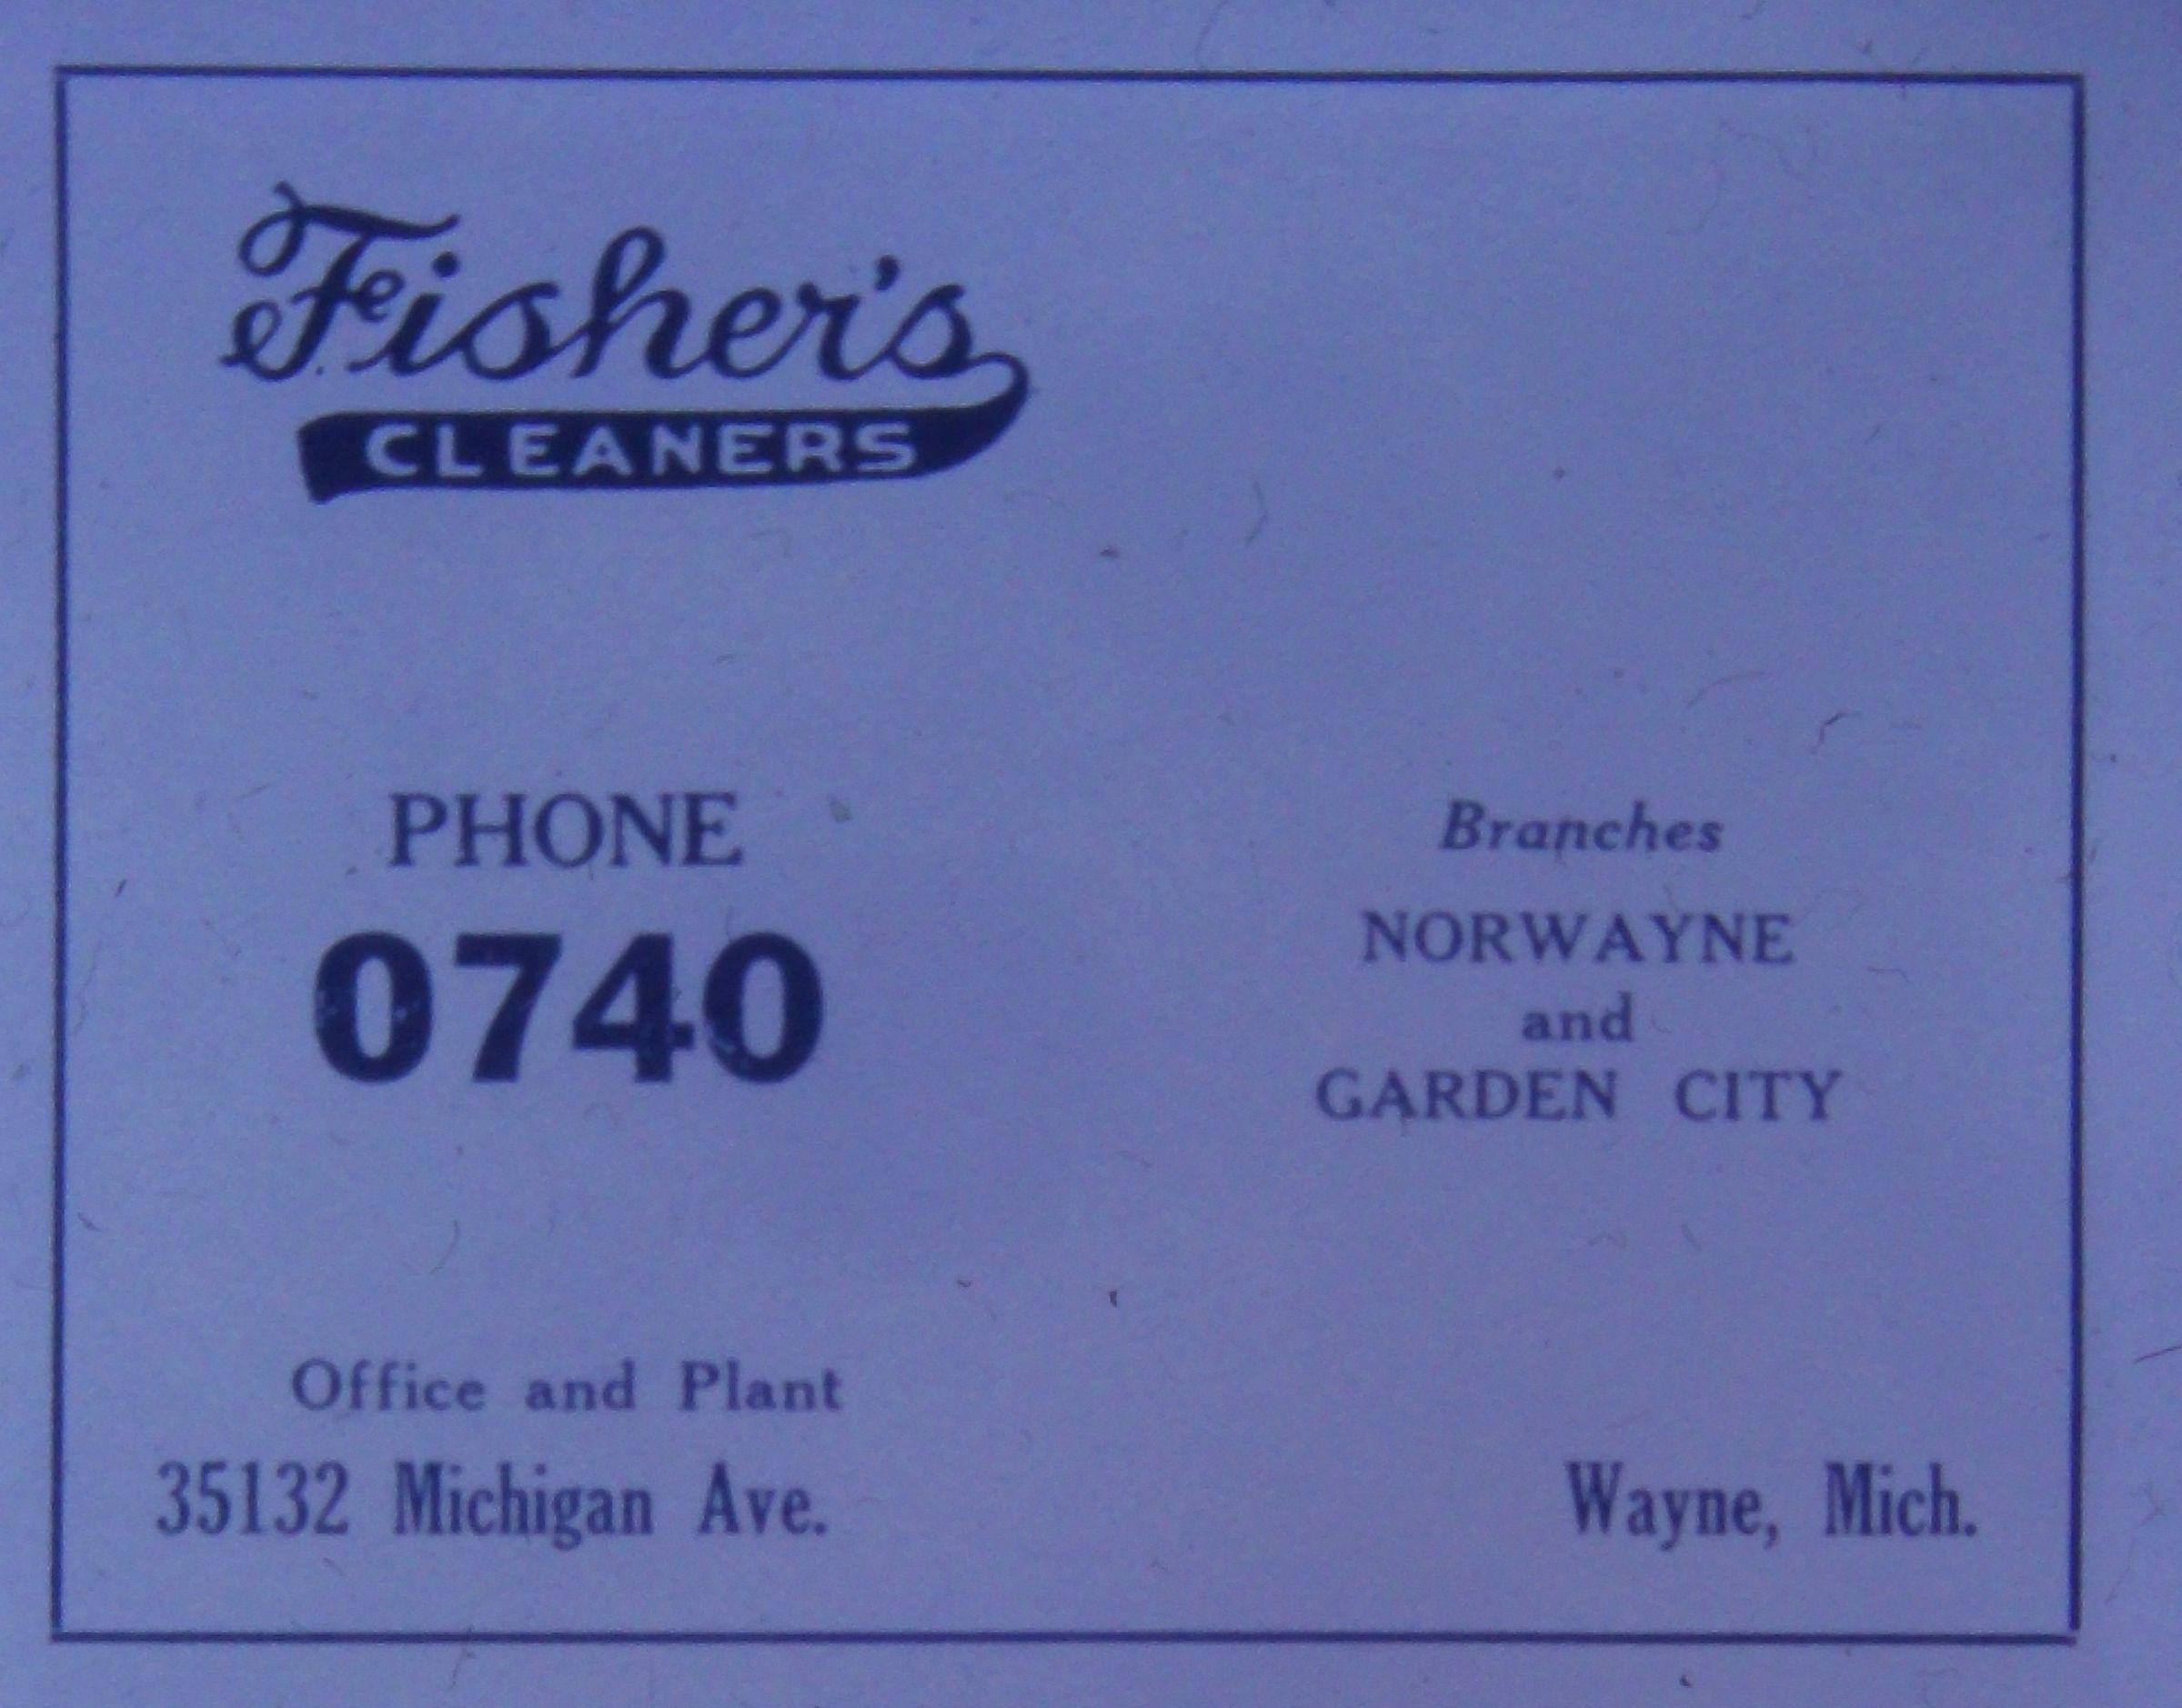 Fisher's
CLEANERS
PHONE
0740
Branches
NORWAYNE
and
GARDEN CITY
Office and Plant
35132 Michigan Ave.
Wayne, Mich.